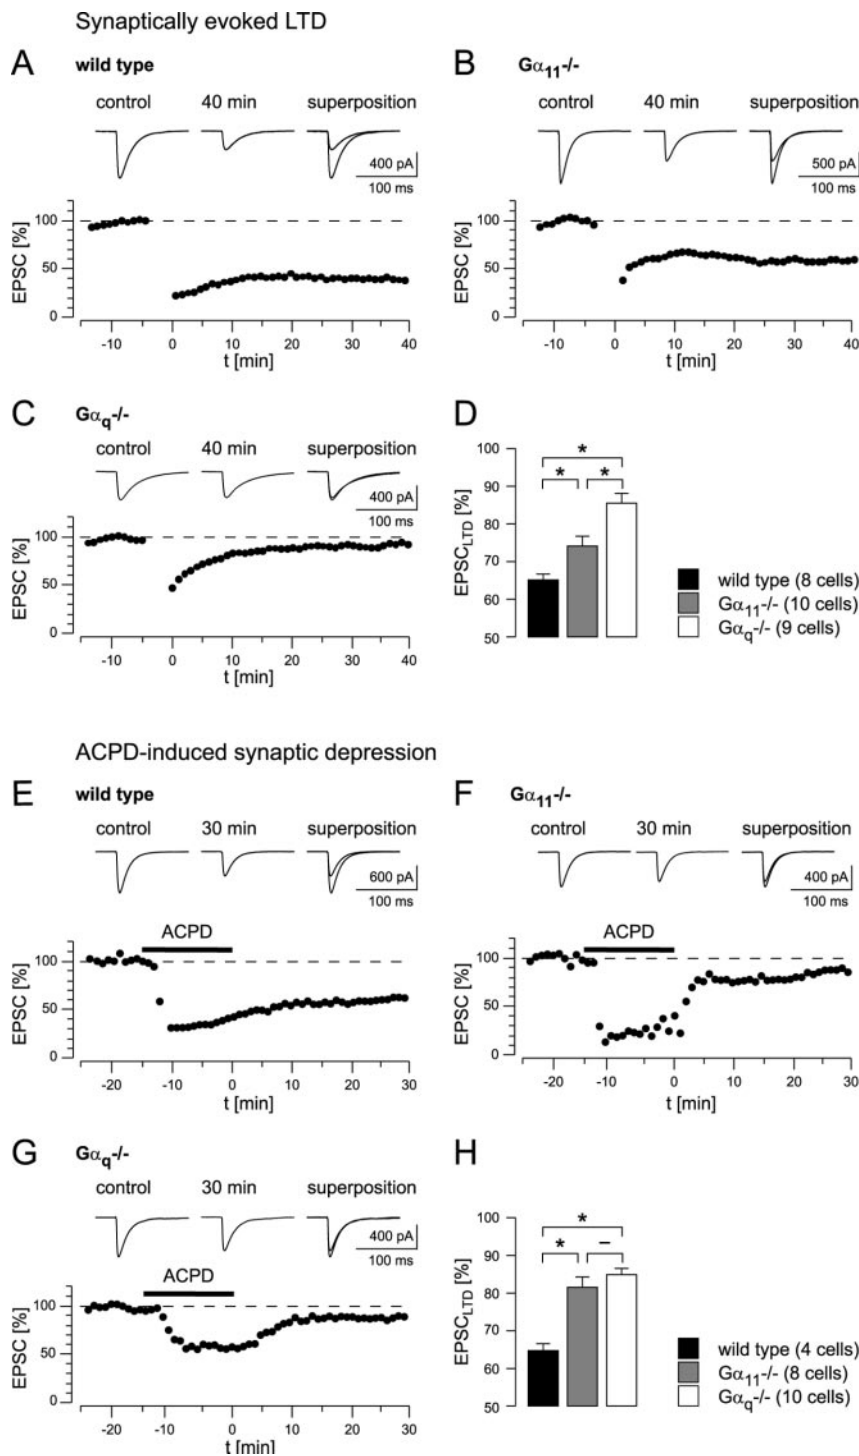 Synaptically evoked LTD
A
wild type
control 40 min superposition
400 pA
100 ms
EPSC [%]
100
50
0
-10 0 10 20 30 40
t [min]
B
Gα11-/-
control 40 min superposition
500 pA
100 ms
EPSC [%]
100
50
0
-10 0 10 20 30 40
t [min]
C
Gαq-/-
control 40 min superposition
400 pA
100 ms
EPSC [%]
100
50
0
-10 0 10 20 30 40
t [min]
D
EPSCLTD [%]
100
90
80
70
60
50
*
* *
wild type (8 cells)
Gα11-/- (10 cells)
Gαq-/- (9 cells)
ACPD-induced synaptic depression
E
wild type
control 30 min superposition
600 pA
100 ms
ACPD
EPSC [%]
100
50
0
-20 -10 0 10 20 30
t [min]
F
Gα11-/-
control 30 min superposition
400 pA
100 ms
ACPD
EPSC [%]
100
50
0
-20 -10 0 10 20 30
t [min]
G
Gαq-/-
control 30 min superposition
400 pA
100 ms
ACPD
EPSC [%]
100
50
0
-20 -10 0 10 20 30
t [min]
H
EPSCLTD [%]
100
90
80
70
60
50
*
* –
wild type (4 cells)
Gα11-/- (8 cells)
Gαq-/- (10 cells)